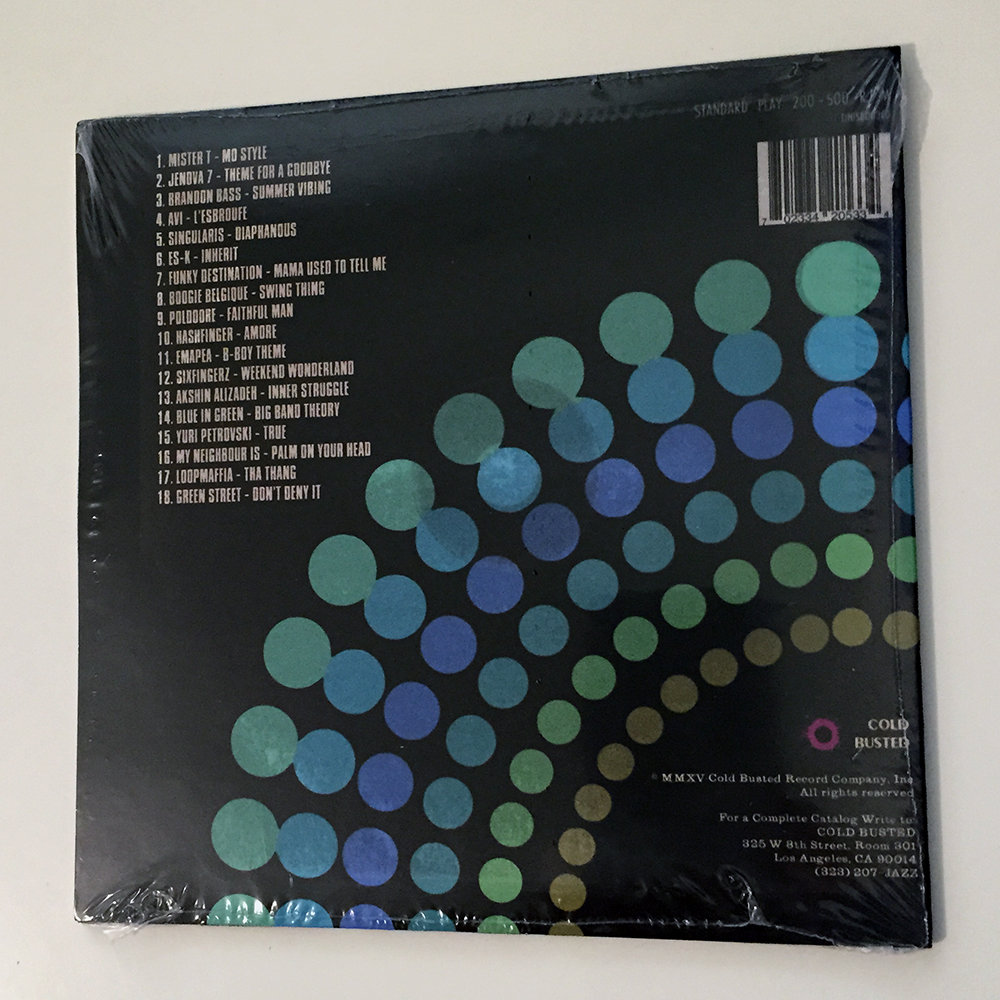 STANDARD PLAY 200-500 R.P.M.
7 02334 20533
1. MISTER T - MO STYLE
2. JENOVA 7 - THEME FOR A GOODBYE
3. BRANDON BASS - SUMMER VIBING
4. AVI - L'ESBROUFE
5. SINGULARIS - DIAPHANOUS
6. ES-K - INHERIT
7. FUNKY DESTINATION - MAMA USED TO TELL ME
8. BOOGIE BELGIQUE - SWING THING
9. POLDOORE - FAITHFUL MAN
10. HASHFINGER - AMORE
11. EMAPEA - B-BOY THEME
12. SIXFINGERZ - WEEKEND WONDERLAND
13. AKSHIN ALIZADEH - INNER STRUGGLE
14. BLUE IN GREEN - BIG BAND THEORY
15. YURI PETROVSKI - TRUE
16. MY NEIGHBOUR IS - PALM ON YOUR HEAD
17. LOOPMAFFIA - THA THANG
18. GREEN STREET - DON'T DENY IT
COLD
BUSTED
© MMXV Cold Busted Record Company, Inc
All rights reserved
For a Complete Catalog Write to:
COLD BUSTED
325 W 8th Street, Room 301
Los Angeles, CA 90014
(323) 207-JAZZ